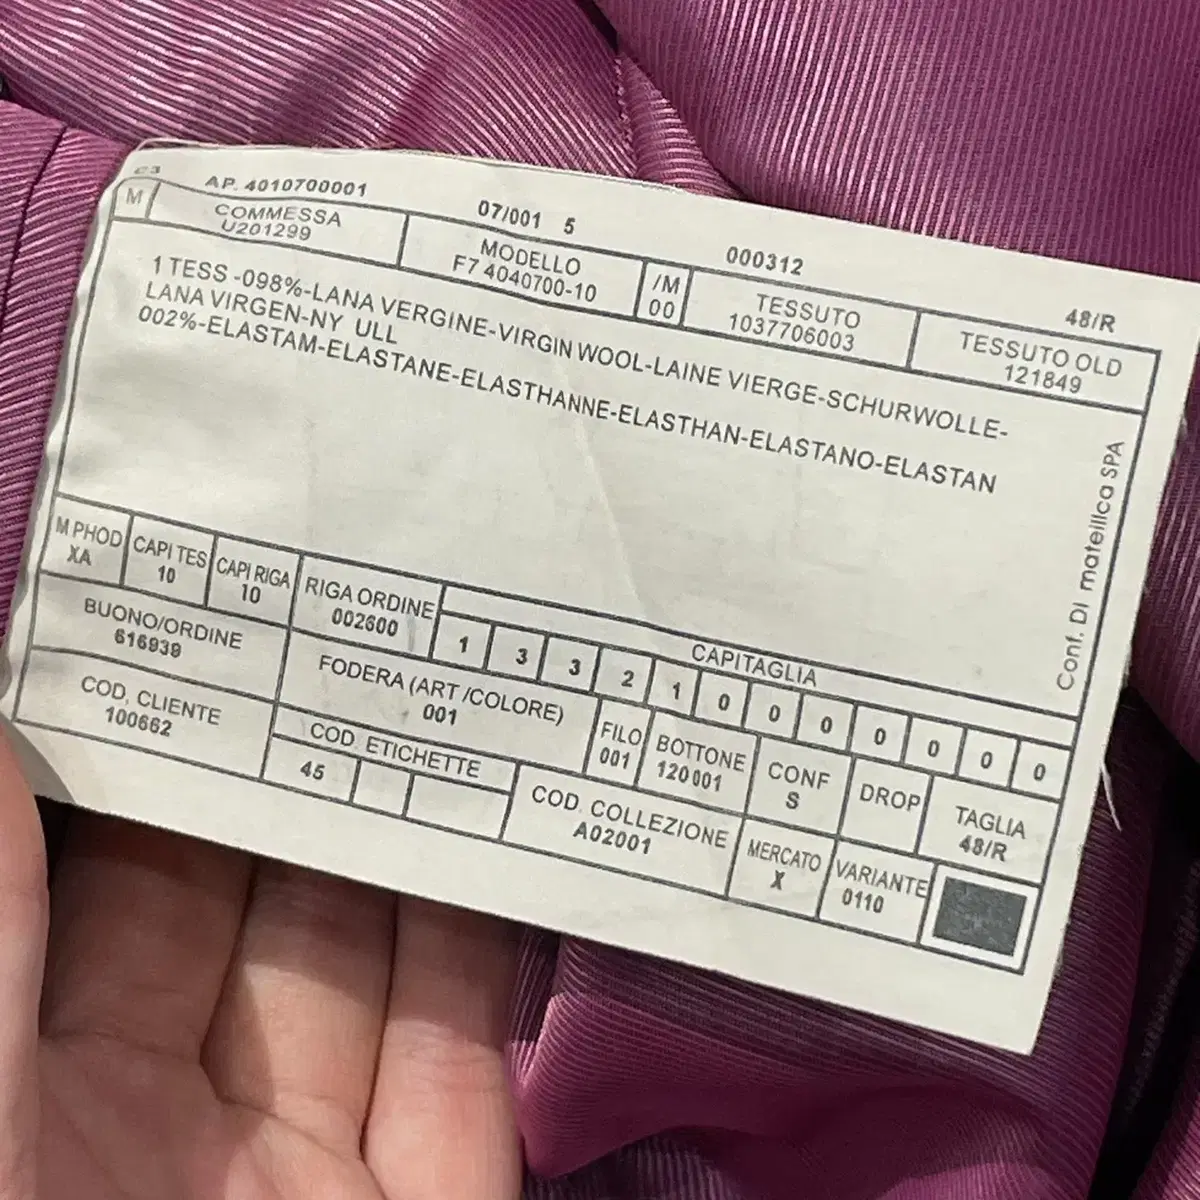 C3
AP. 4010700001
07/001 5
000312
48/R
M
COMMESSA
U201299
MODELLO
F7 4040700-10
/M
00
TESSUTO
1037706003
TESSUTO OLD
121849
1 TESS -098%-LANA VERGINE-VIRGIN WOOL-LAINE VIERGE-SCHURWOLLE-
LANA VIRGEN-NY ULL
002%-ELASTAM-ELASTANE-ELASTHANNE-ELASTHAN-ELASTANO-ELASTAN
Conf. DI mateilica SPA
M PHOD
XA
CAPI TES
10
CAPI RIGA
10
RIGA ORDINE
002600
CAPITAGLIA
1 3 3 2 1 0 0 0 0 0 0 0
BUONO/ORDINE
616939
FODERA (ART /COLORE)
001
FILO
001
BOTTONE
120001
CONF
S
DROP
TAGLIA
48/R
COD, CLIENTE
100662
COD. ETICHETTE
45
COD. COLLEZIONE
A02001
MERCATO
X
VARIANTE
0110